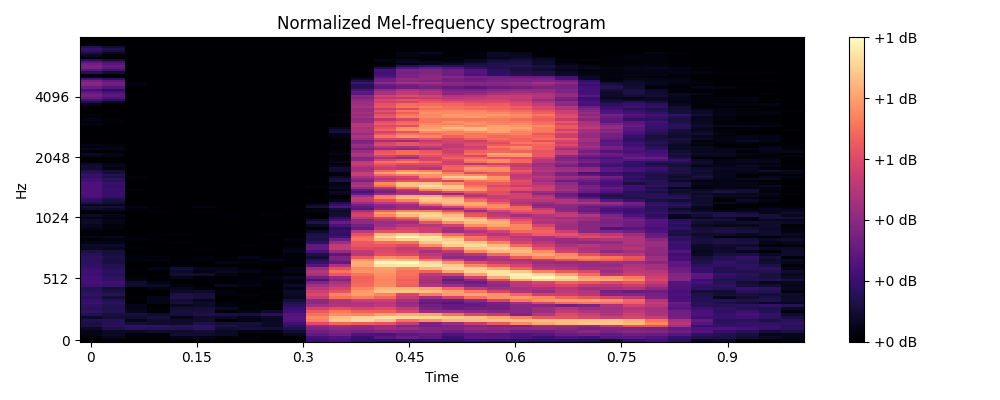 Normalized Mel-frequency spectrogram
Hz
4096
2048
1024
512
0
0 0.15 0.3 0.45 0.6 0.75 0.9
Time
+1 dB
+1 dB
+1 dB
+0 dB
+0 dB
+0 dB